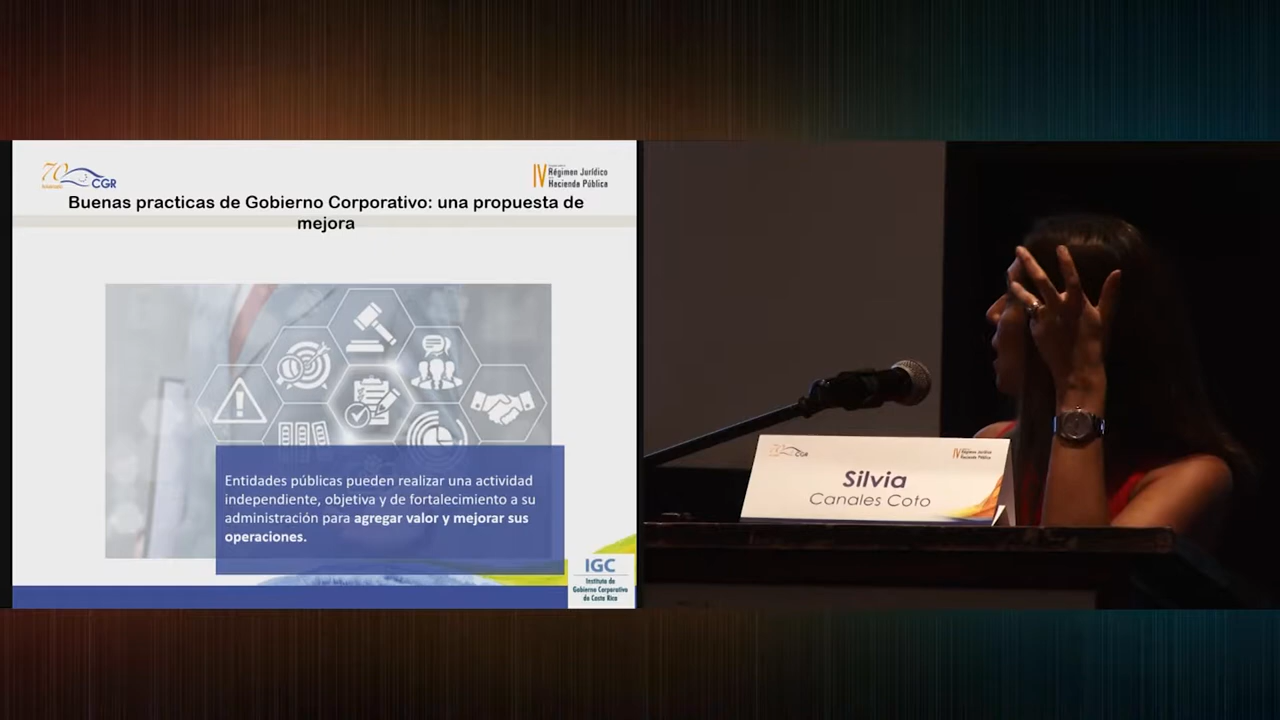 70
CGR
IV Régimen Jurídico
Hacienda Pública
Buenas practicas de Gobierno Corporativo: una propuesta de
mejora
Entidades públicas pueden realizar una actividad
independiente, objetiva y de fortalecimiento a su
administración para agregar valor y mejorar sus
operaciones.
IGC
Instituto de
Gobierno Corporativo
de Costa Rica
CGR
IV Régimen Jurídico
Hacienda Pública
Silvia
Canales Coto